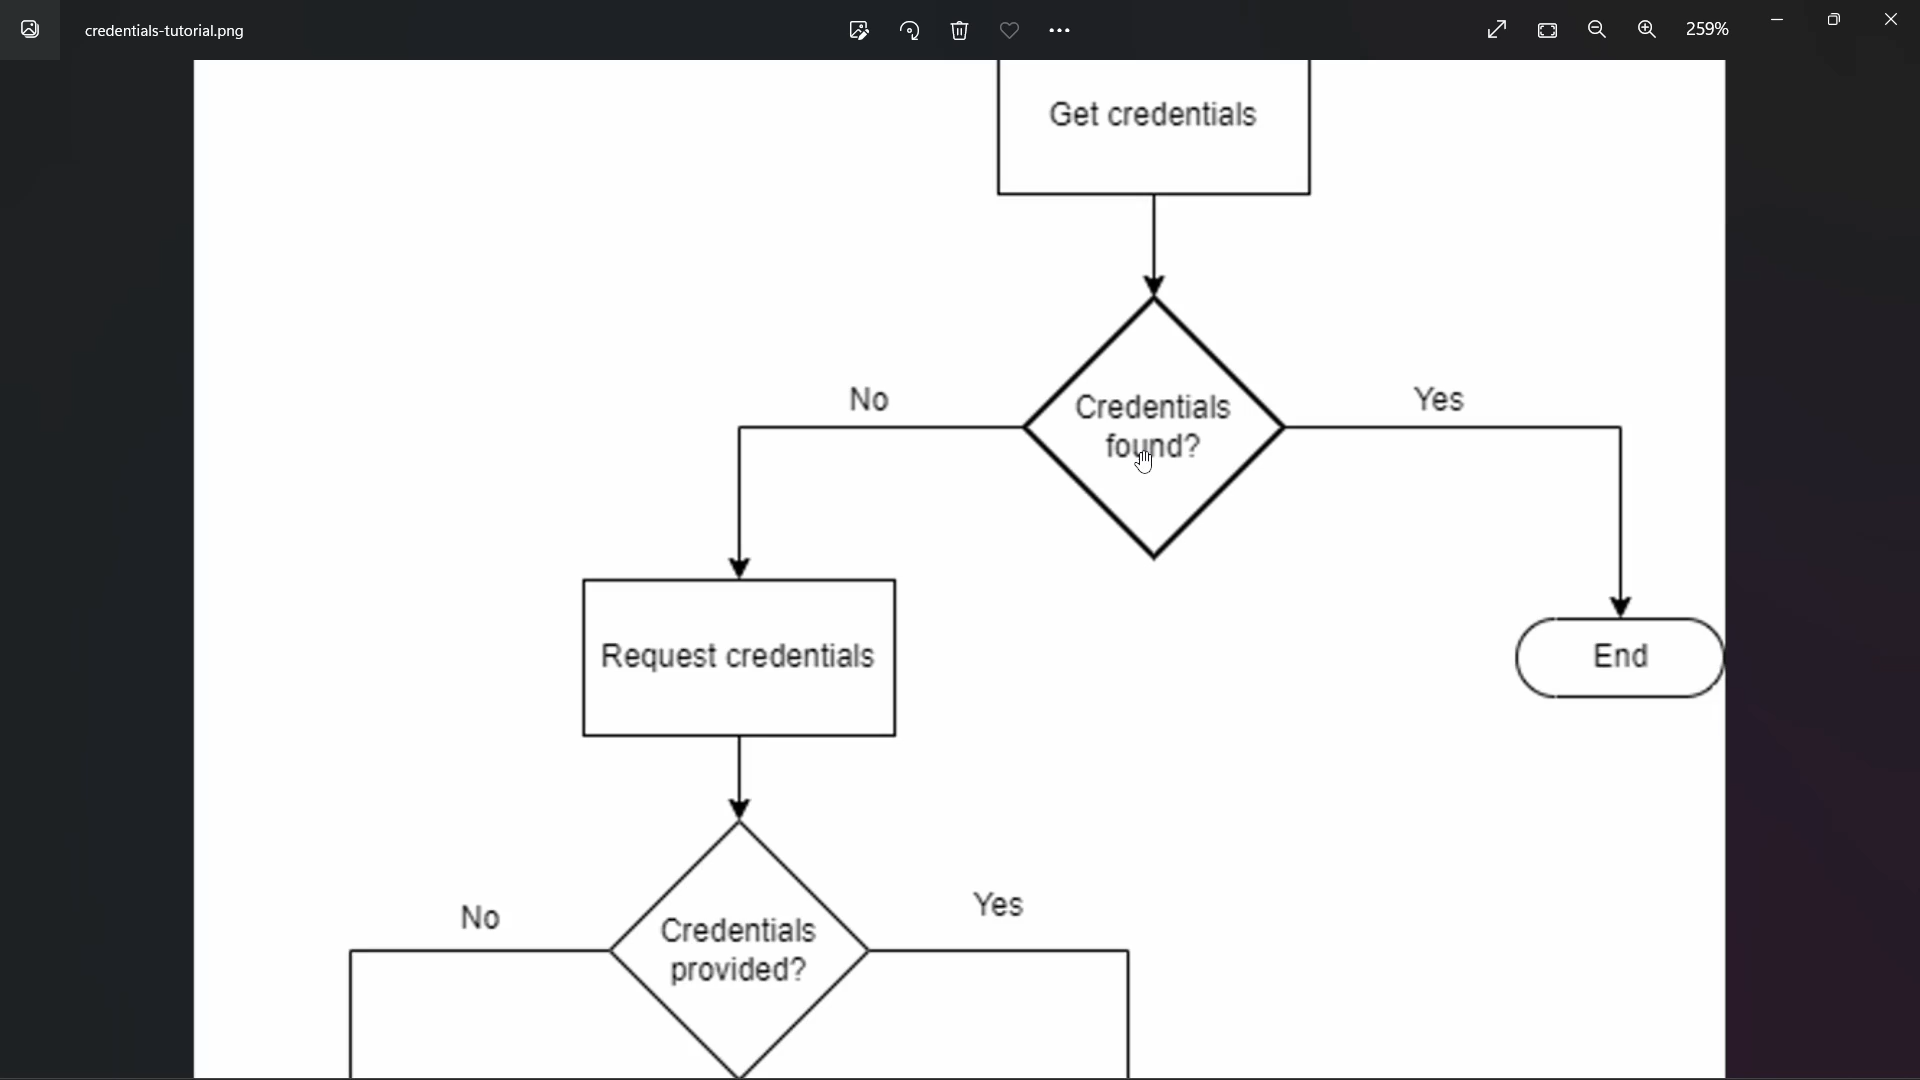 credentials-tutorial.png
259%
Get credentials
No
Credentials
found?
Yes
Request credentials
End
No
Credentials
provided?
Yes